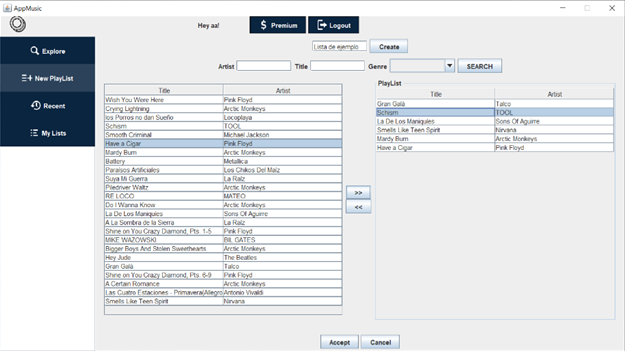 AppMusic
Hey aa! Premium Logout
Lista de ejemplo Create
Artist Title Genre SEARCH
Explore
New PlayList
Recent
My Lists
Title Artist
Wish You Were Here Pink Floyd
Crying Lightning Arctic Monkeys
los Porros no dan Sueño Locoplaya
Schism TOOL
Smooth Criminal Michael Jackson
Have a Cigar Pink Floyd
Mardy Bum Arctic Monkeys
Battery Metallica
Paraísos Artificiales Los Chikos Del Maíz
Suya Mi Guerra La Raíz
Piledriver Waltz Arctic Monkeys
RE LOCO MATEO
Do I Wanna Know Arctic Monkeys
La De Los Maniquíes Sons Of Aguirre
A La Sombra de la Sierra La Raíz
Shine on You Crazy Diamond, Pts. 1-5 Pink Floyd
MIKE WAZOWSKI BIL GATES
Bigger Boys And Stolen Sweethearts Arctic Monkeys
Hey Jude The Beatles
Gran Galà Talco
Shine on You Crazy Diamond, Pts. 6-9 Pink Floyd
A Certain Romance Arctic Monkeys
Las Cuatro Estaciones - Primavera(Allegro Antonio Vivaldi
Smells Like Teen Spirit Nirvana
>>
<<
PlayList
Title Artist
Gran Galà Talco
Schism TOOL
La De Los Maniquíes Sons Of Aguirre
Smells Like Teen Spirit Nirvana
Mardy Bum Arctic Monkeys
Have a Cigar Pink Floyd
Accept Cancel